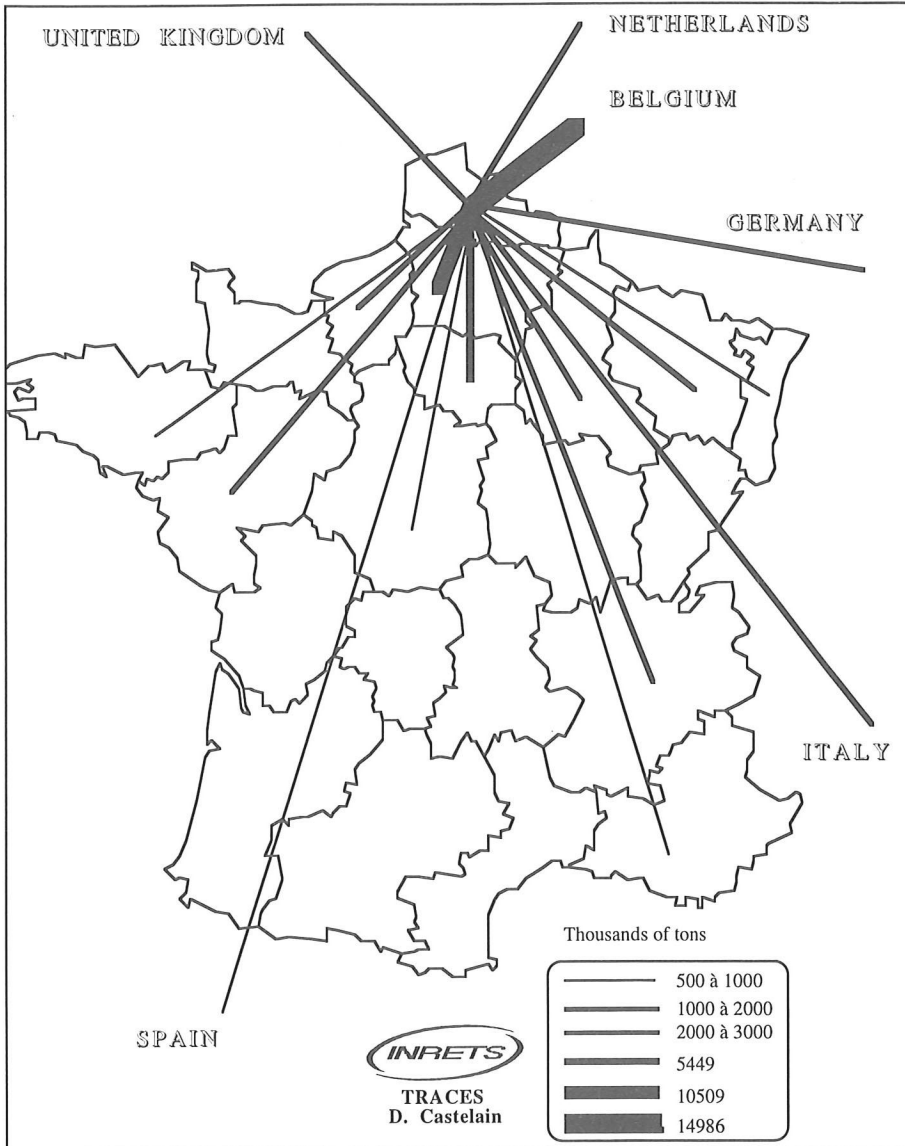 UNITED KINGDOM
NETHERLANDS
BELGIUM
GERMANY
ITALY
SPAIN
Thousands of tons
500 à 1000
1000 à 2000
2000 à 3000
5449
10509
14986
INRETS
TRACES
D. Castelain